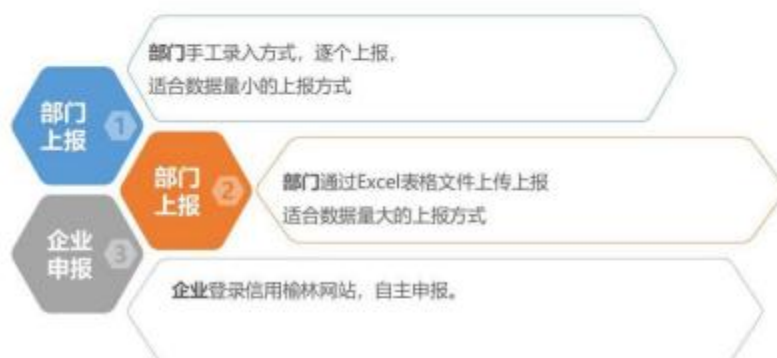 部门
上报
1
部门手工录入方式，逐个上报，
适合数据量小的上报方式
部门
上报
2
部门通过Excel表格文件上传上报
适合数据量大的上报方式
企业
申报
3
企业登录信用榆林网站，自主申报。